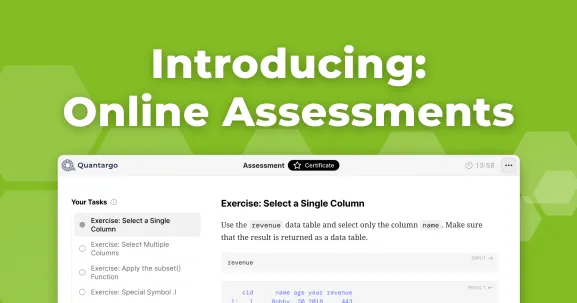 Introducing:
Online Assessments
Quantargo
Assessment Certificate
13:58
Your Tasks
Exercise: Select a Single
Column
Exercise: Select Multiple
Columns
Exercise: Apply the subset()
Function
Exercise: Special Symbol .I
Exercise: Select a Single Column
Use the revenue data table and select only the column name. Make sure
that the result is returned as a data table.
INPUT
revenue
RESULT
cld name age year revenue
1: 1 Bobby 20 2018 443